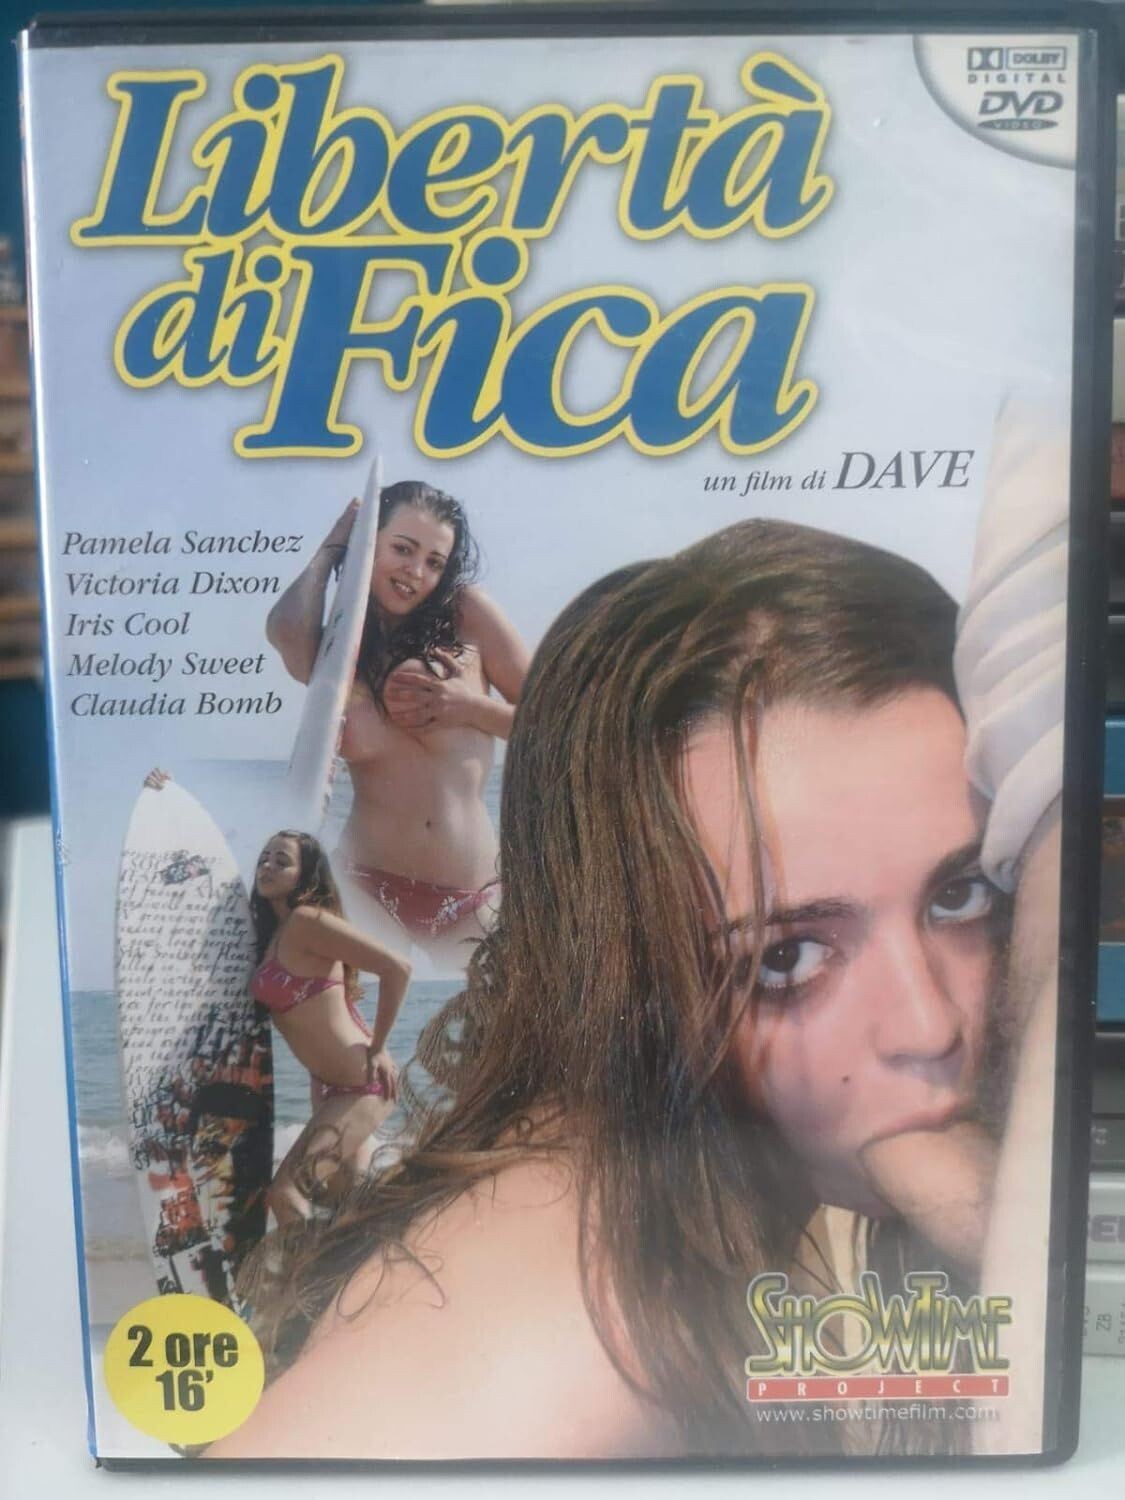 Libertà
di Fica
DOLBY
DIGITAL
DVD
VIDEO
un film di DAVE
Pamela Sanchez
Victoria Dixon
Iris Cool
Melody Sweet
Claudia Bomb
2 ore
16'
SHOWTIME
PROJECT
www.showtimefilm.com